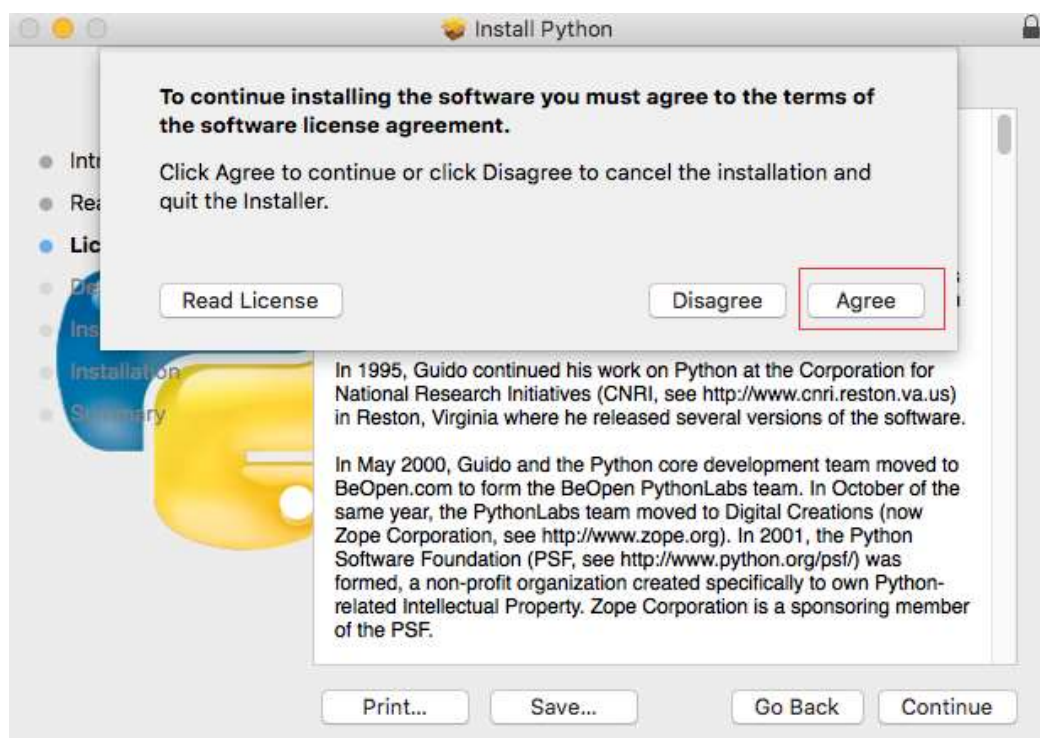 Install Python
To continue installing the software you must agree to the terms of
the software license agreement.
Click Agree to continue or click Disagree to cancel the installation and
quit the Installer.
Read License
Disagree
Agree
Lic
Ins
Installation
Summary
In 1995, Guido continued his work on Python at the Corporation for
National Research Initiatives (CNRI, see http://www.cnri.reston.va.us)
in Reston, Virginia where he released several versions of the software.
In May 2000, Guido and the Python core development team moved to
BeOpen.com to form the BeOpen PythonLabs team. In October of the
same year, the PythonLabs team moved to Digital Creations (now
Zope Corporation, see http://www.zope.org). In 2001, the Python
Software Foundation (PSF, see http://www.python.org/psf/) was
formed, a non-profit organization created specifically to own Python-
related Intellectual Property. Zope Corporation is a sponsoring member
of the PSF.
Print...
Save...
Go Back
Continue